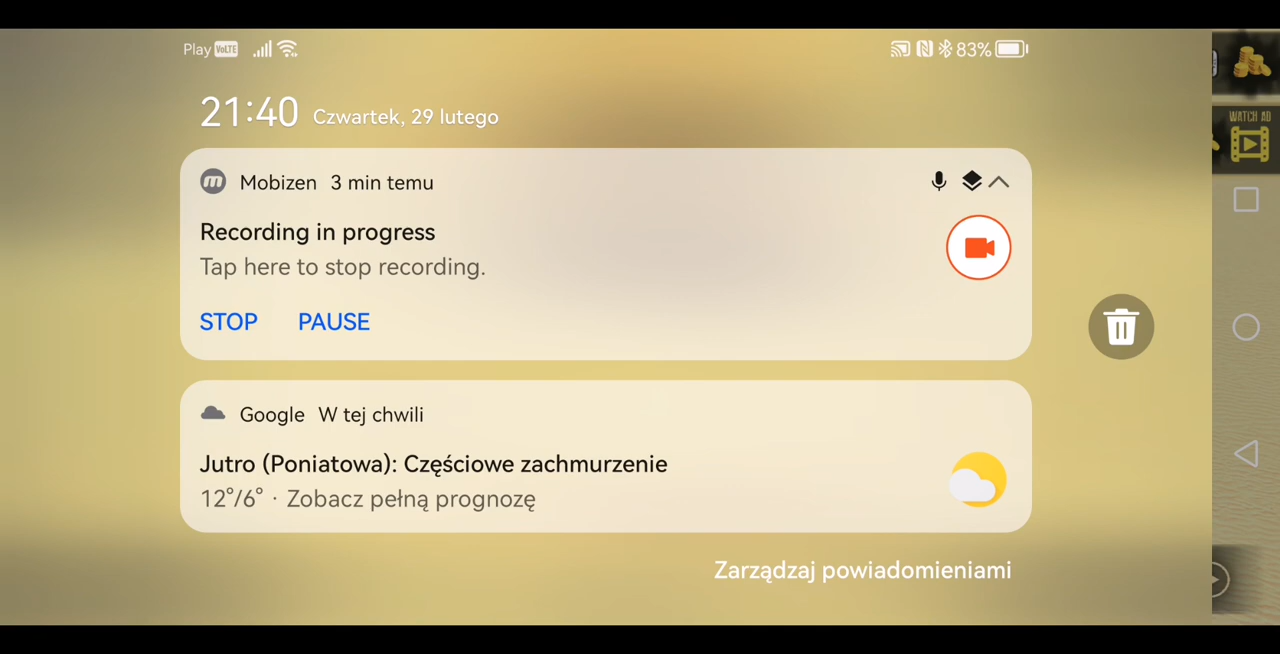 Play VoLTE 83%
21:40 Czwartek, 29 lutego
Mobizen 3 min temu
Recording in progress
Tap here to stop recording.
STOP PAUSE
Google W tej chwili
Jutro (Poniatowa): Częściowe zachmurzenie
12°/6° · Zobacz pełną prognozę
Zarządzaj powiadomieniami
WATCH AD